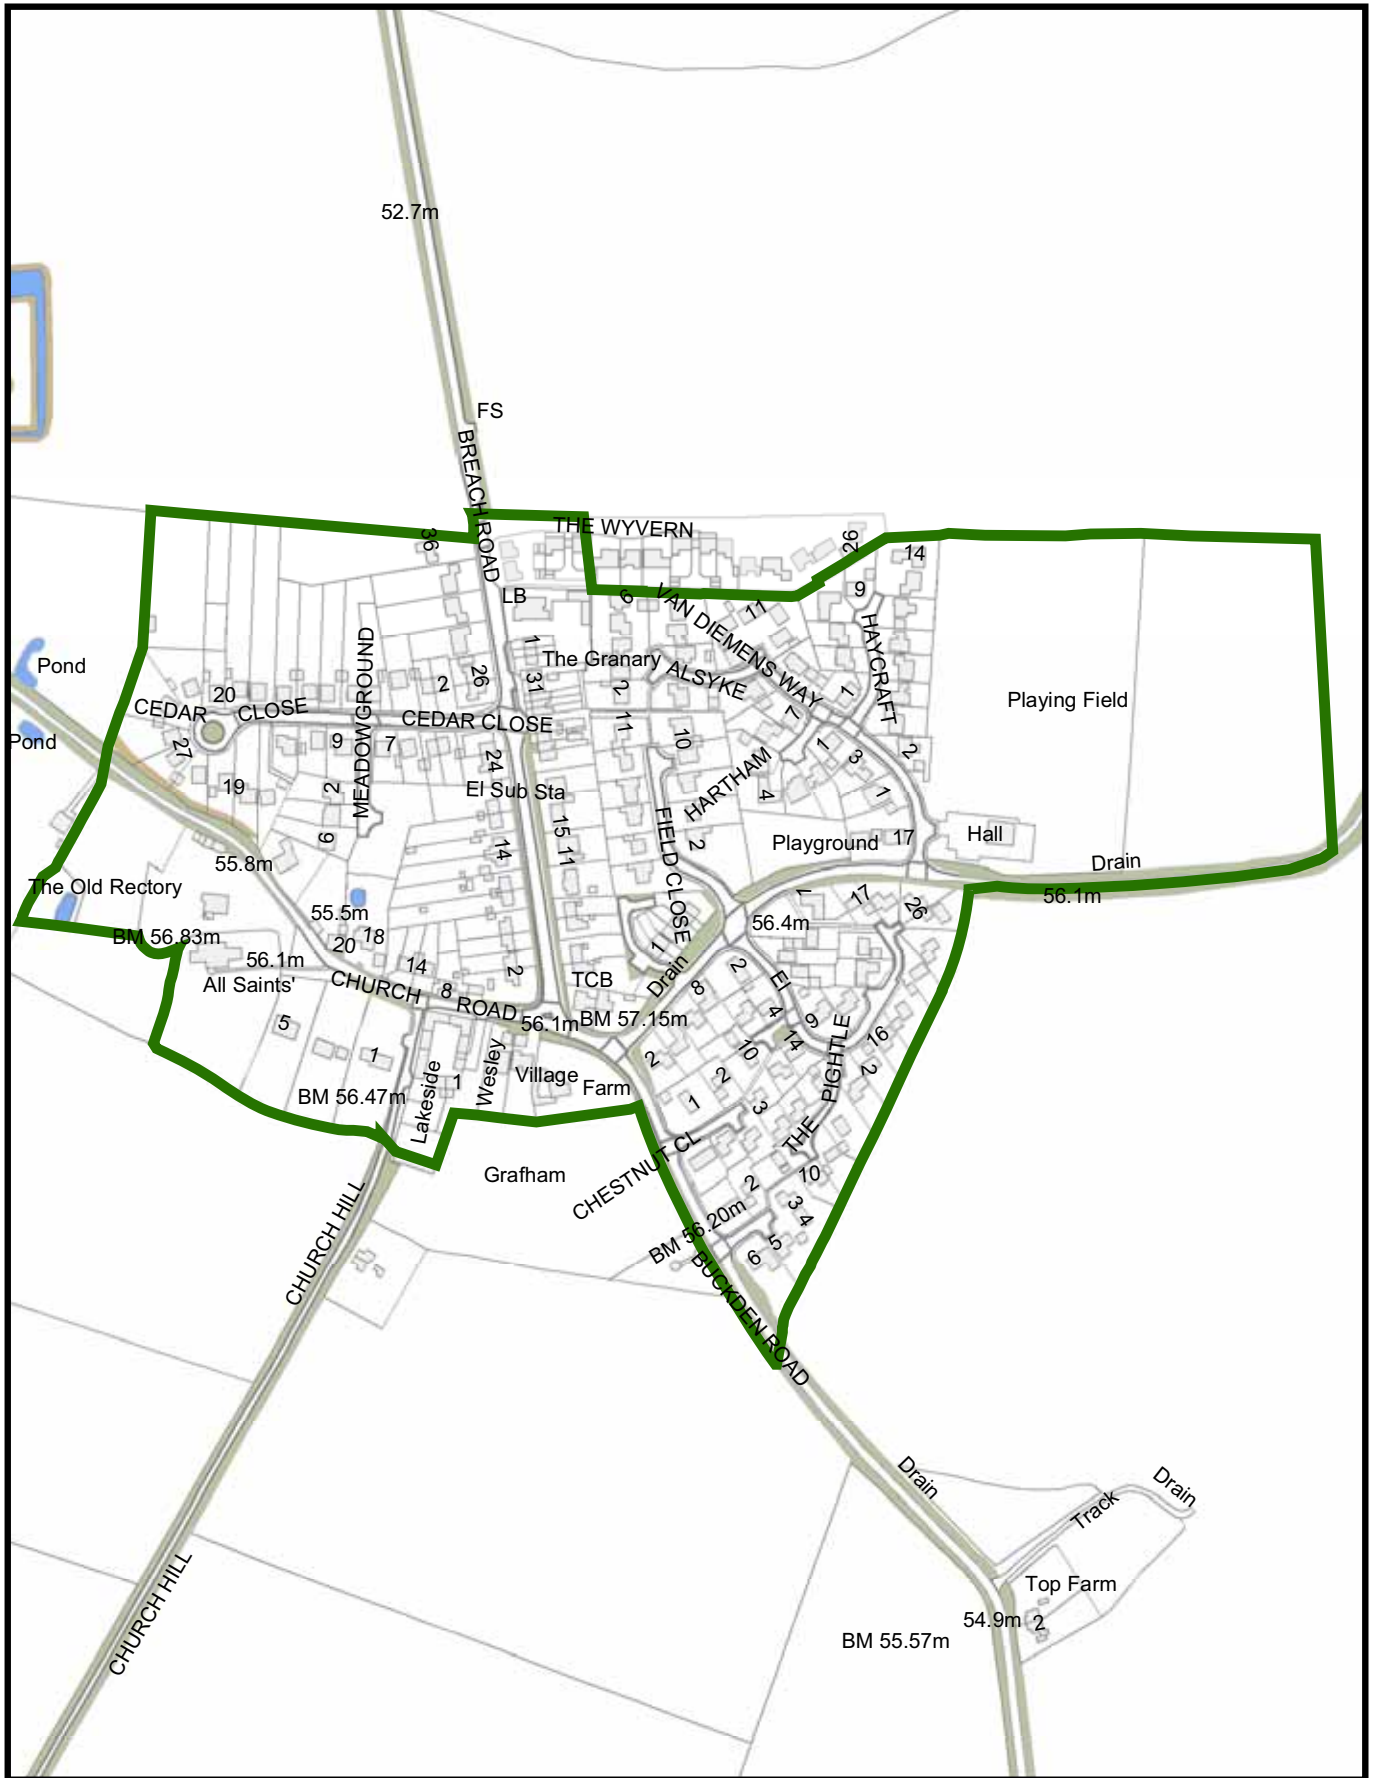 52.7m
FS
BREACH ROAD
THE WYVERN
36
26
14
LB
6
VAN DIEMENS WAY
11
9
HAYCRAFT
1
The Granary
ALSYKE
Pond
MEADOWGROUND
2
26
31
2
1
Playing Field
20
CEDAR
CLOSE
CEDAR CLOSE
11
7
Pond
27
9
7
24
10
1
3
2
19
2
El Sub Sta
HARTHAM
4
1
6
14
15
11
FIELD CLOSE
2
Playground
17
Hall
55.8m
Drain
The Old Rectory
56.1m
55.5m
7
17
26
56.4m
BM 56.83m
20
18
1
56.1m
14
2
TCB
Drain
2
El
All Saints'
CHURCH
8
ROAD
8
4
9
5
56.1m
BM 57.15m
14
16
1
10
PIGHTLE
2
2
Lakeside
1
Wesley
Village
Farm
2
BM 56.47m
1
3
THE
Grafham
CHESTNUT CL
10
2
3
4
BM 56.20m
5
6
CHURCH HILL
BUCKDEN ROAD
Drain
Drain
Track
CHURCH HILL
Top Farm
54.9m
2
BM 55.57m